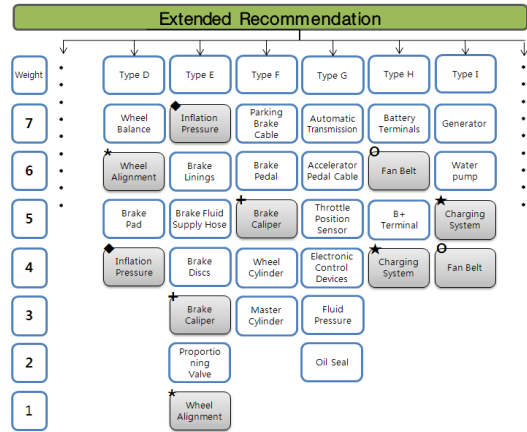 Extended Recommendation
Weight
Type D
Type E
Type F
Type G
Type H
Type I
7
Wheel
Balance
◆
Inflation
Pressure
Parking
Brake
Cable
Automatic
Transmission
Battery
Terminals
Generator
6
*
Wheel
Alignment
Brake
Linings
Brake
Pedal
Accelerator
Pedal Cable
O
Fan Belt
Water
pump
5
Brake
Pad
Brake Fluid
Supply Hose
+
Brake
Caliper
Throttle
Position
Sensor
B+
Terminal
★
Charging
System
4
◆
Inflation
Pressure
Brake
Discs
Wheel
Cylinder
Electronic
Control
Devices
★
Charging
System
O
Fan Belt
3
+
Brake
Caliper
Master
Cylinder
Fluid
Pressure
2
Proportio
ning
Valve
Oil Seal
1
*
Wheel
Alignment